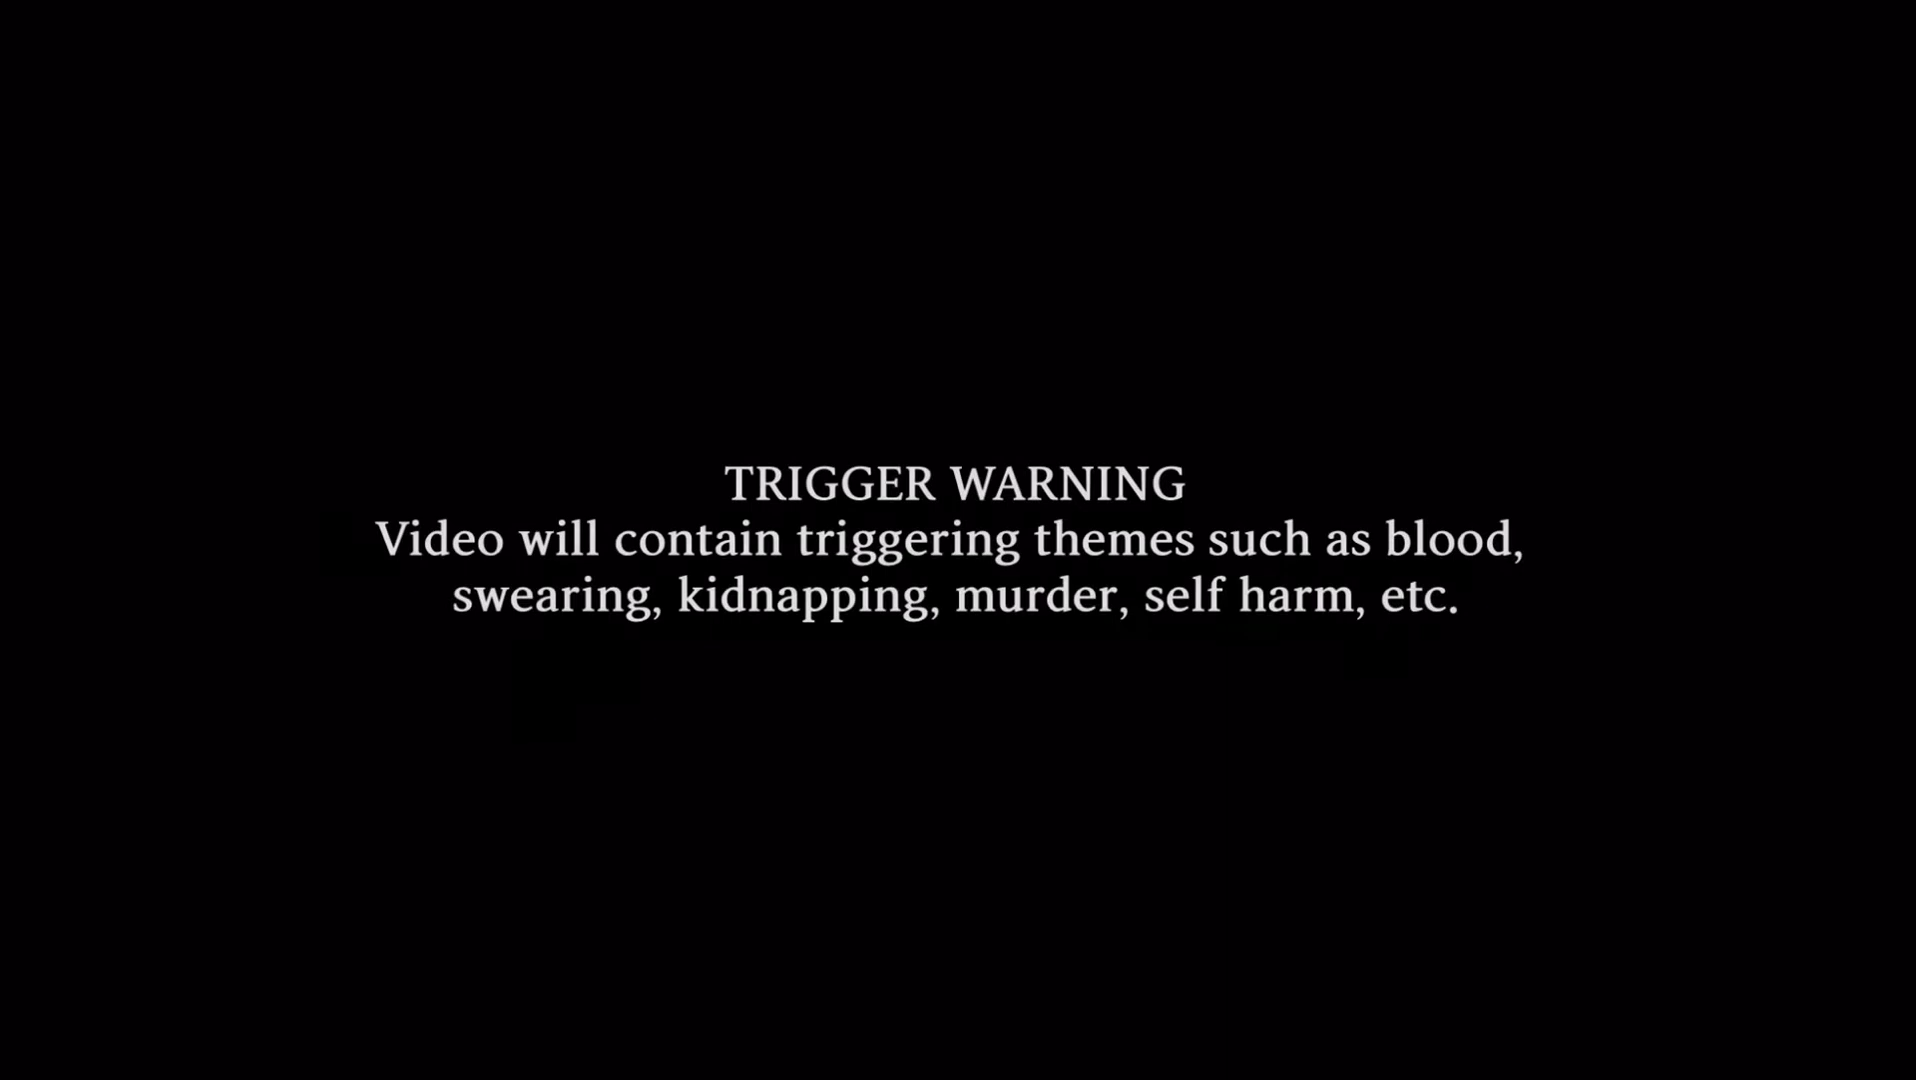 TRIGGER WARNING
Video will contain triggering themes such as blood,
swearing, kidnapping, murder, self harm, etc.